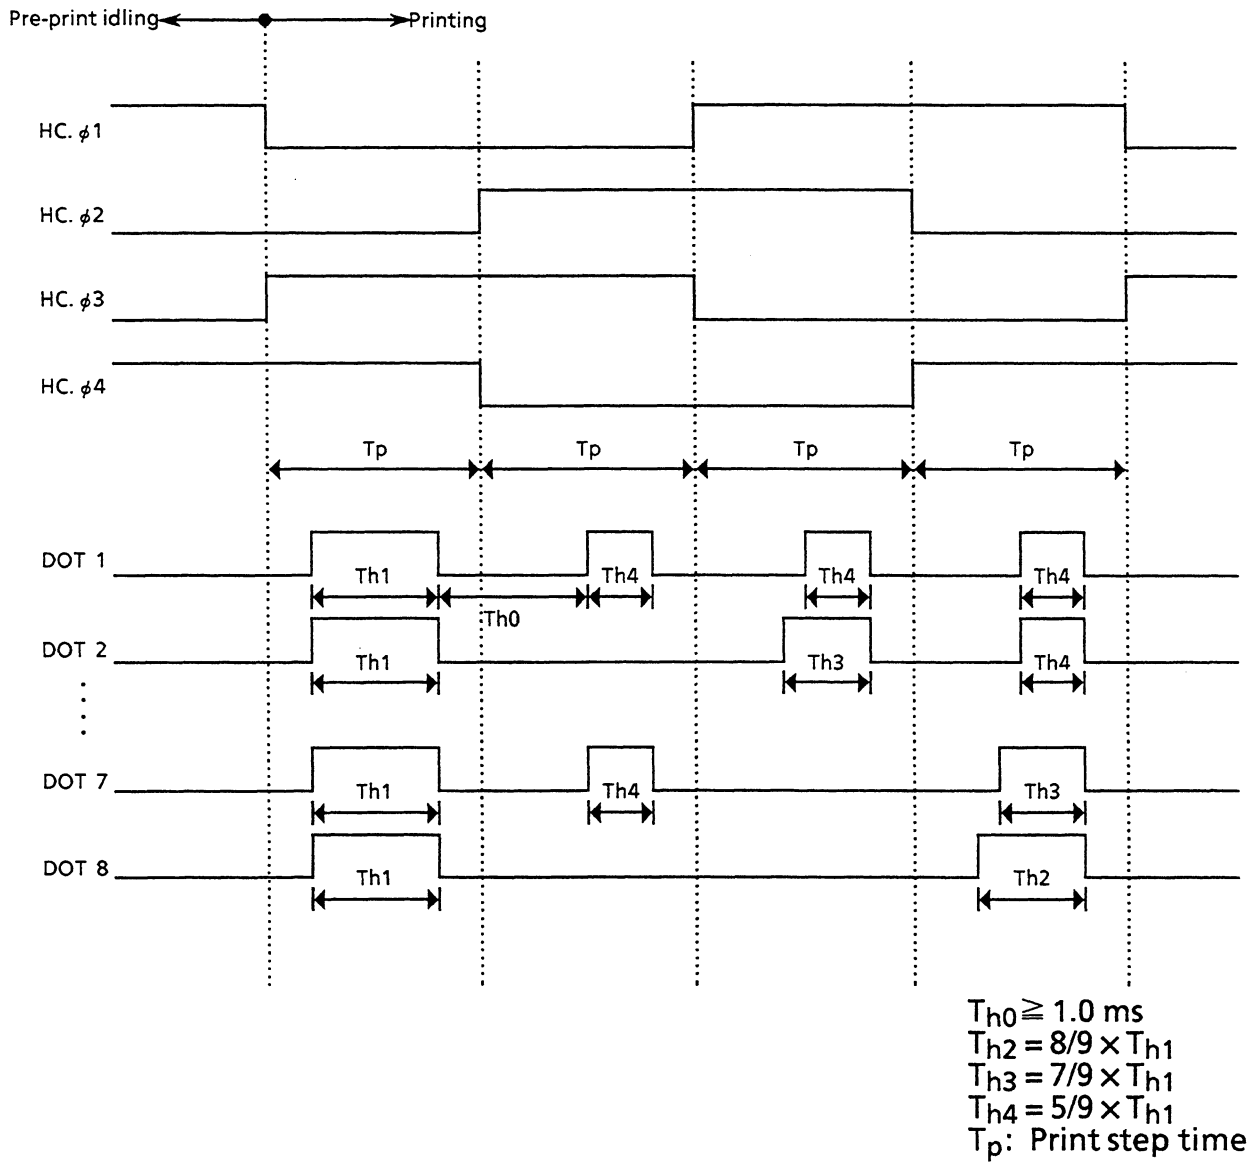 Pre-print idling Printing
HC. ϕ1
HC. ϕ2
HC. ϕ3
HC. ϕ4
Tp Tp Tp Tp
DOT 1 Th1 Th4 Th4 Th4
Th0
DOT 2 Th1 Th3 Th4
DOT 7 Th1 Th4 Th3
DOT 8 Th1 Th2
Th0 ≧ 1.0 ms
Th2 = 8/9 × Th1
Th3 = 7/9 × Th1
Th4 = 5/9 × Th1
Tp: Print step time